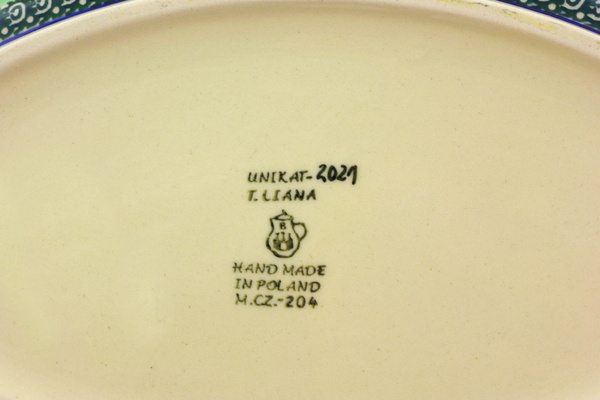 UNIKAT-2021
T. LIANA
B
HAND MADE
IN POLAND
M.CZ.-204